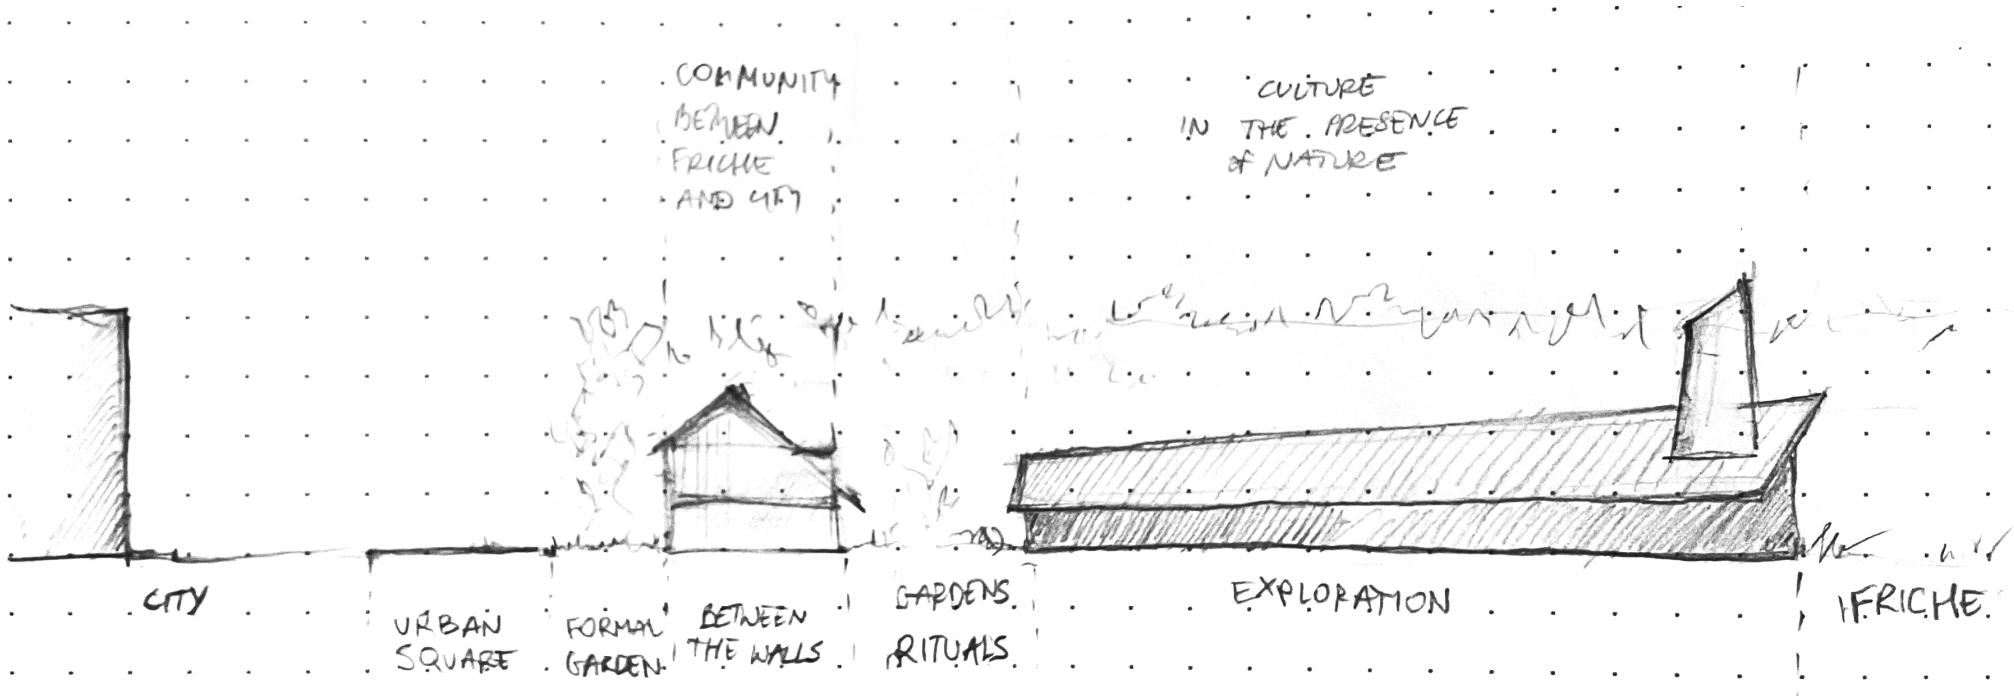 COMMUNITY
BETWEEN
FRICHE
AND CITY
CULTURE
IN THE PRESENCE
of NATURE
CITY
URBAN
SQUARE
FORMAL
GARDEN
BETWEEN
THE WALLS
GARDENS
RITUALS
EXPLORATION
FRICHE